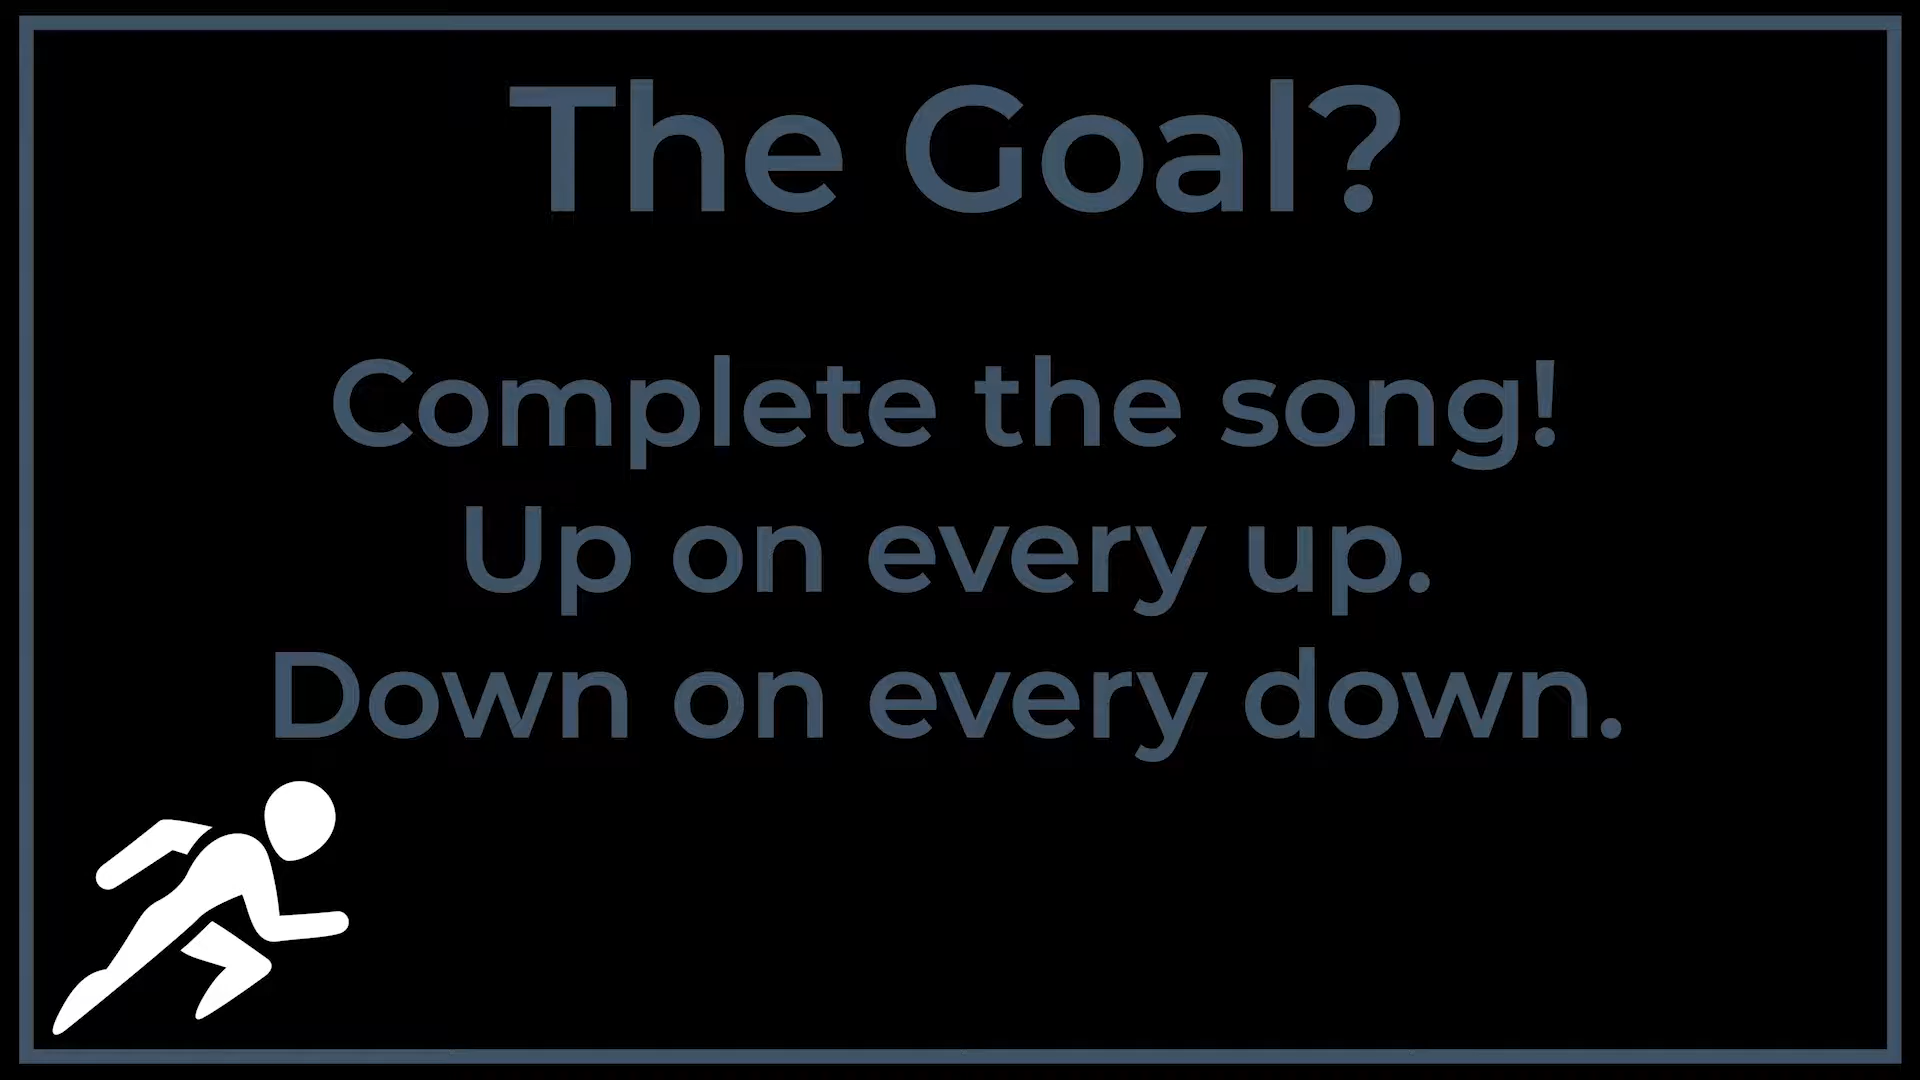 The Goal?
Complete the song!
Up on every up.
Down on every down.